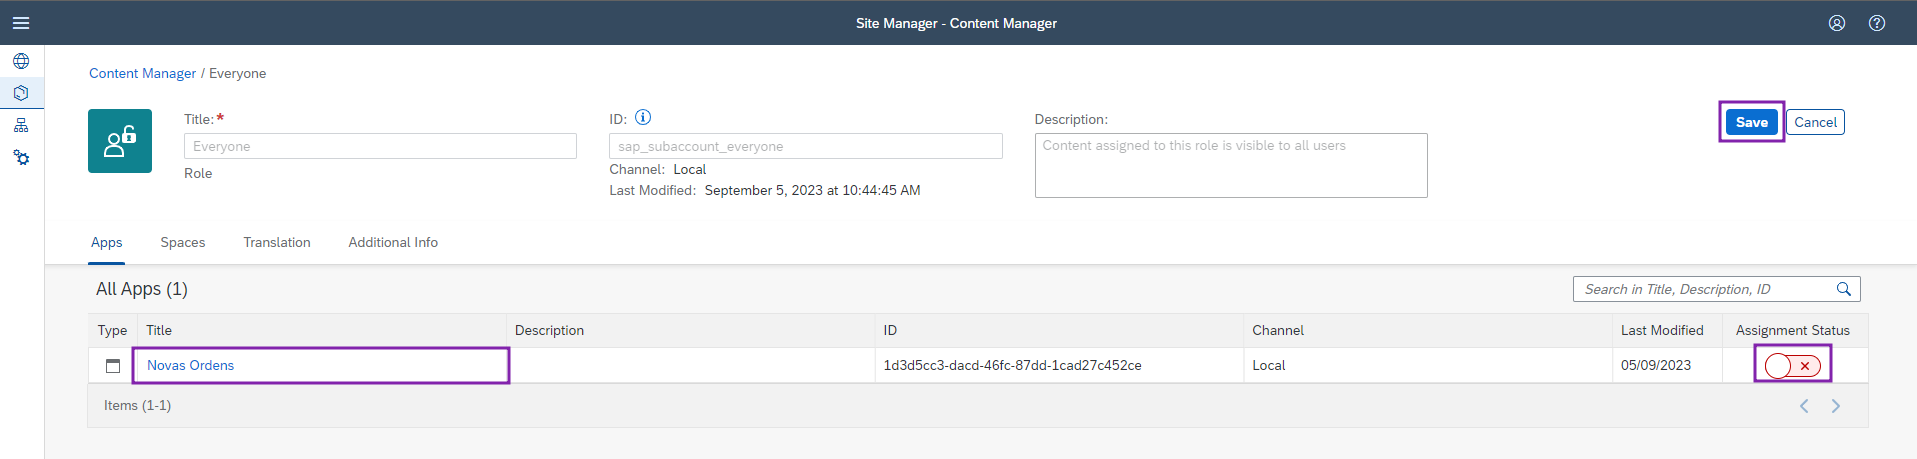 Site Manager - Content Manager
Content Manager / Everyone
Title:*
Everyone
Role
ID:
sap_subaccount_everyone
Channel: Local
Last Modified: September 5, 2023 at 10:44:45 AM
Description:
Content assigned to this role is visible to all users
Save
Cancel
Apps Spaces Translation Additional Info
All Apps (1)
Search in Title, Description, ID
Type Title Description ID Channel Last Modified Assignment Status
Novas Ordens 1d3d5cc3-dacd-46fc-87dd-1cad27c452ce Local 05/09/2023
Items (1-1)